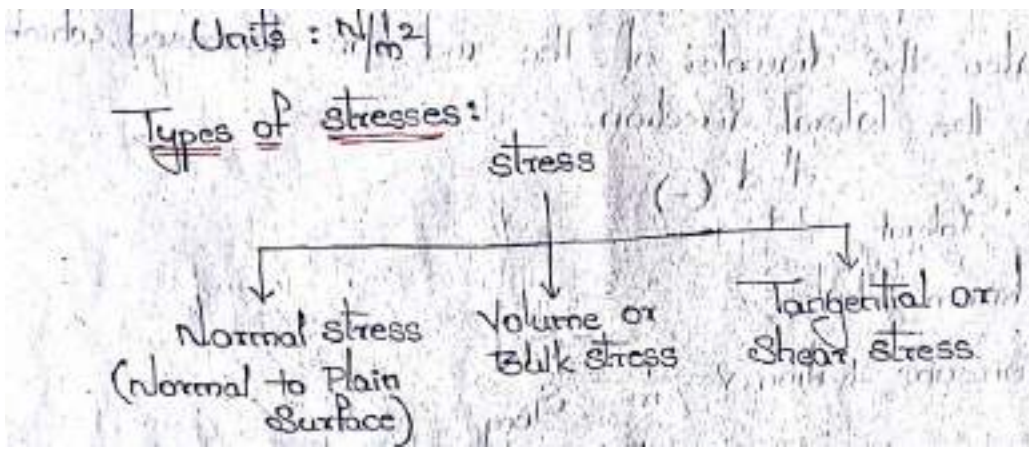 Units : N/m²
Types of stresses:
stress
Normal stress
(Normal to Plain
Surface)
Volume or
Bulk stress
Tangential or
Shear stress